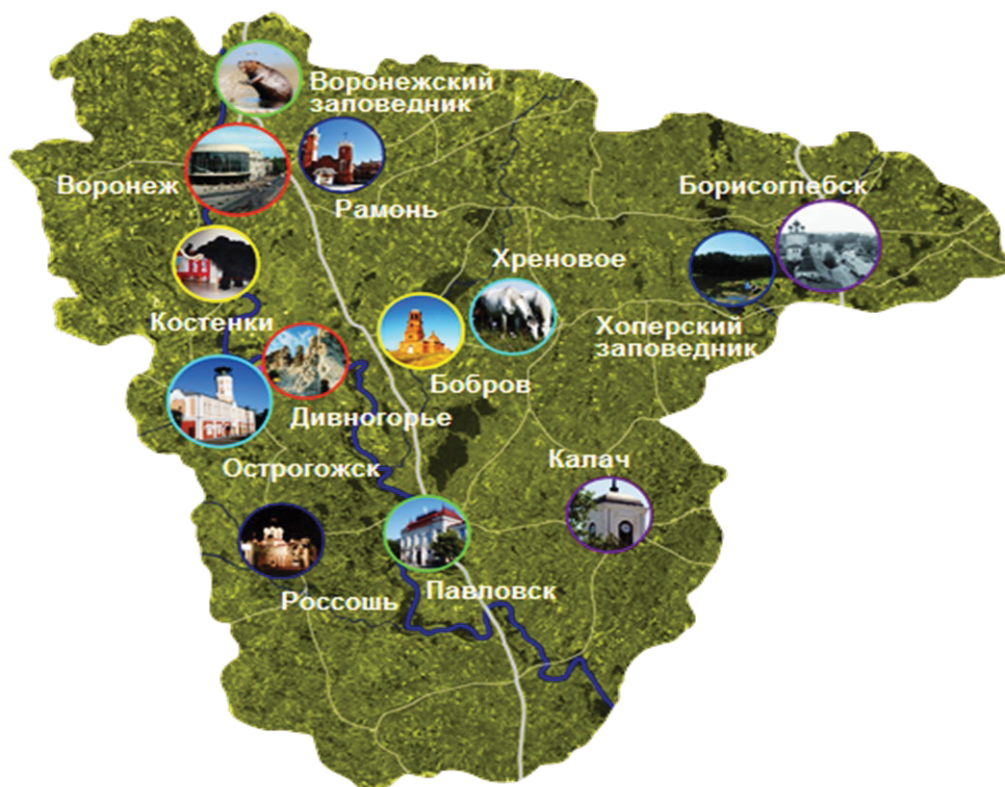 Воронежский
заповедник
Воронеж
Рамонь
Борисоглебск
Хреновое
Костенки
Хоперский
заповедник
Бобров
Дивногорье
Острогожск
Калач
Россошь
Павловск